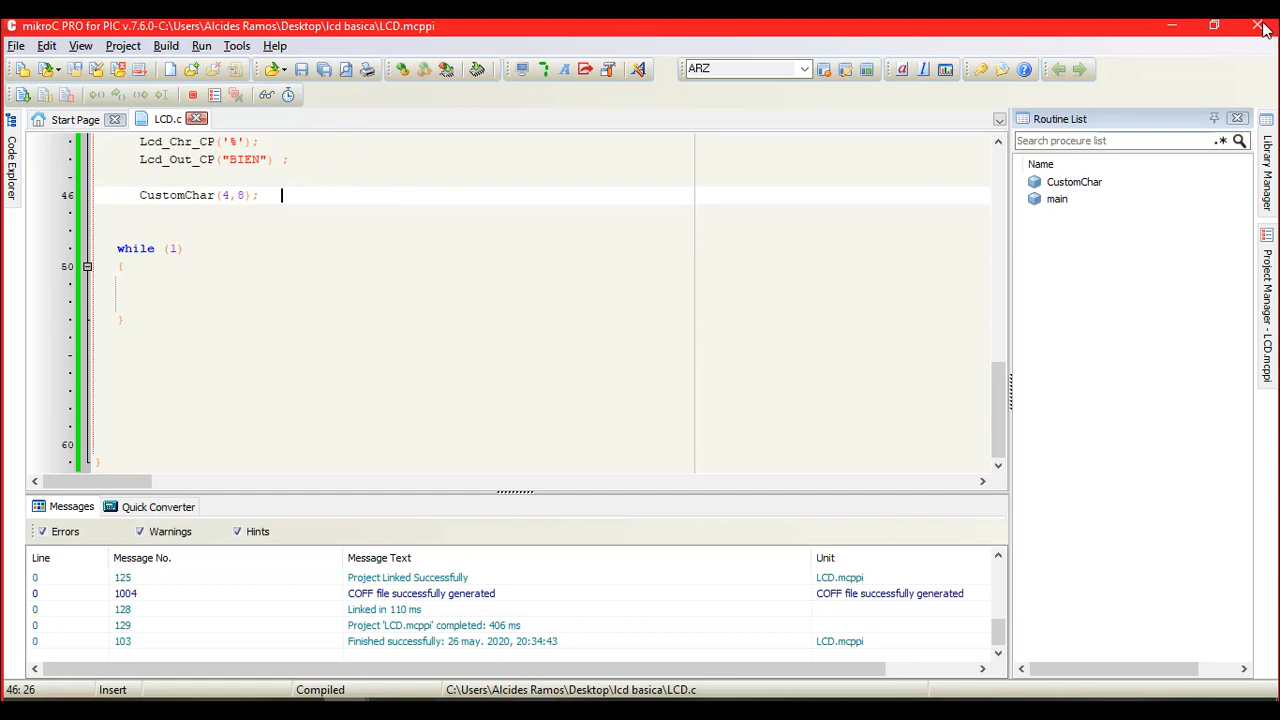 mikroC PRO for PIC v.7.6.0-C:\Users\Alcides Ramos\Desktop\lcd basica\LCD.mcppi
File Edit View Project Build Run Tools Help
ARZ
Start Page LCD.c
Routine List
Code Explorer
Library Manager
Project Manager - LCD.mcppi
Search proceure list
Name
CustomChar
main
Lcd_Chr_CP('%');
Lcd_Out_CP("BIEN") ;
46 CustomChar(4,8);
while (1)
50 {
}
60
}
Messages Quick Converter
Errors Warnings Hints
Line Message No. Message Text Unit
0 125 Project Linked Successfully LCD.mcppi
0 1004 COFF file successfully generated COFF file successfully generated
0 128 Linked in 110 ms
0 129 Project 'LCD.mcppi' completed: 406 ms
0 103 Finished successfully: 26 may. 2020, 20:34:43 LCD.mcppi
46: 26 Insert Compiled C:\Users\Alcides Ramos\Desktop\lcd basica\LCD.c